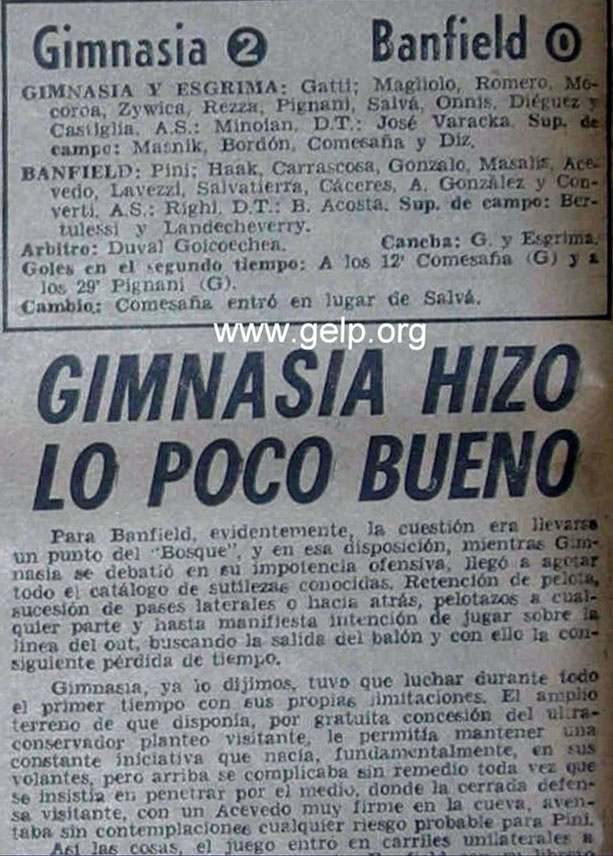 Gimnasia 2 Banfield 0
GIMNASIA Y ESGRIMA: Gatti; Magliolo, Romero, Mo-
coroa, Zywica, Rezza, Pignani, Salvá, Onnis, Diéguez y
Castiglia. A.S.: Minoian. D.T.: José Varacka. Sup. de
campo: Masnik, Bordón, Comesaña y Diz.
BANFIELD: Pini; Haak, Carrascosa, Gonzalo, Masalis, Ace-
vedo, Lavezzi, Salvatierra, Cáceres, A. González y Con-
verti. A.S.: Righi. D.T.: B. Acosta. Sup. de campo: Ber-
tulessi y Landecheverry.
Arbitro: Duval Goicoechea. Cancha: G. y Esgrima.
Goles en el segundo tiempo: A los 12' Comesaña (G) y a
los 29' Pignani (G).
Cambio: Comesaña entró en lugar de Salvá.
www.gelp.org
GIMNASIA HIZO
LO POCO BUENO
Para Banfield, evidentemente, la cuestión era llevarse
un punto del "Bosque", y en esa disposición, mientras Gim-
nasia se debatió en su impotencia ofensiva, llegó a agotar
todo el catálogo de sutilezas conocidas. Retención de pelota,
sucesión de pases laterales o hacia atrás, pelotazos a cual-
quier parte y hasta manifiesta intención de jugar sobre la
línea del out, buscando la salida del balón y con ello la con-
siguiente pérdida de tiempo.
Gimnasia, ya lo dijimos, tuvo que luchar durante todo
el primer tiempo con sus propias limitaciones. El amplio
terreno de que disponía, por gratuita concesión del ultra-
conservador planteo visitante, le permitía mantener una
constante iniciativa que nacía, fundamentalmente, en sus
volantes, pero arriba se complicaba sin remedio toda vez que
se insistía en penetrar por el medio, donde la cerrada defen-
sa visitante, con un Acevedo muy firme en la cueva, aven-
taba sin contemplaciones cualquier riesgo probable para Pini.
Así las cosas, el juego entró en carriles unilaterales a